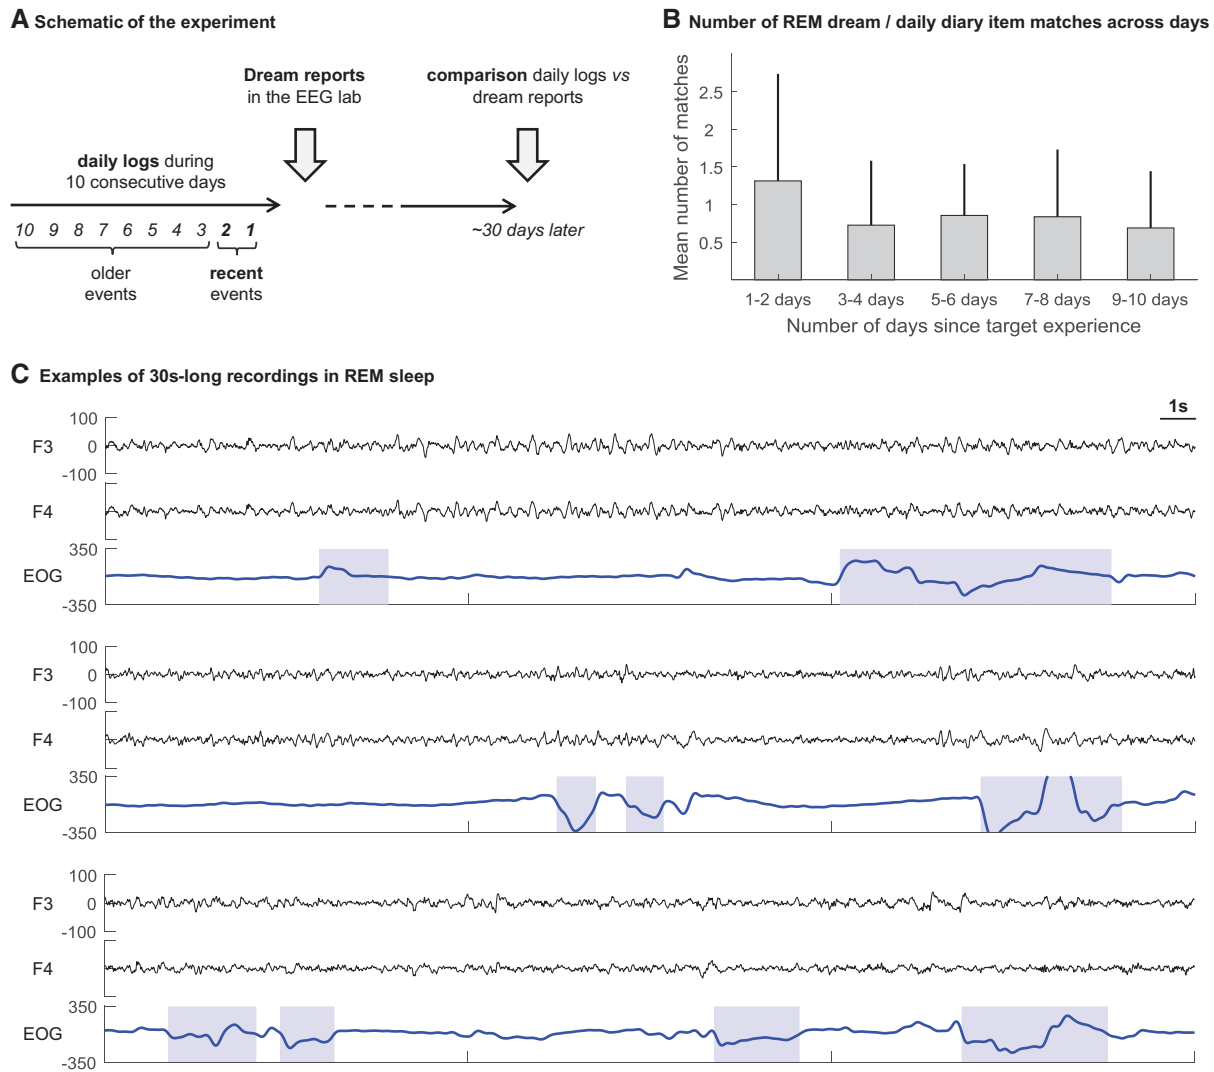 A Schematic of the experiment
Dream reports
in the EEG lab
comparison daily logs vs
dream reports
daily logs during
10 consecutive days
10 9 8 7 6 5 4 3 2 1
~30 days later
older
events
recent
events
B Number of REM dream / daily diary item matches across days
Mean number of matches
2.5
2
1.5
1
0.5
1-2 days 3-4 days 5-6 days 7-8 days 9-10 days
Number of days since target experience
C Examples of 30s-long recordings in REM sleep
1s
100
F3 0
-100
F4
350
EOG
-350
100
F3 0
-100
F4
350
EOG
-350
100
F3 0
-100
F4
350
EOG
-350